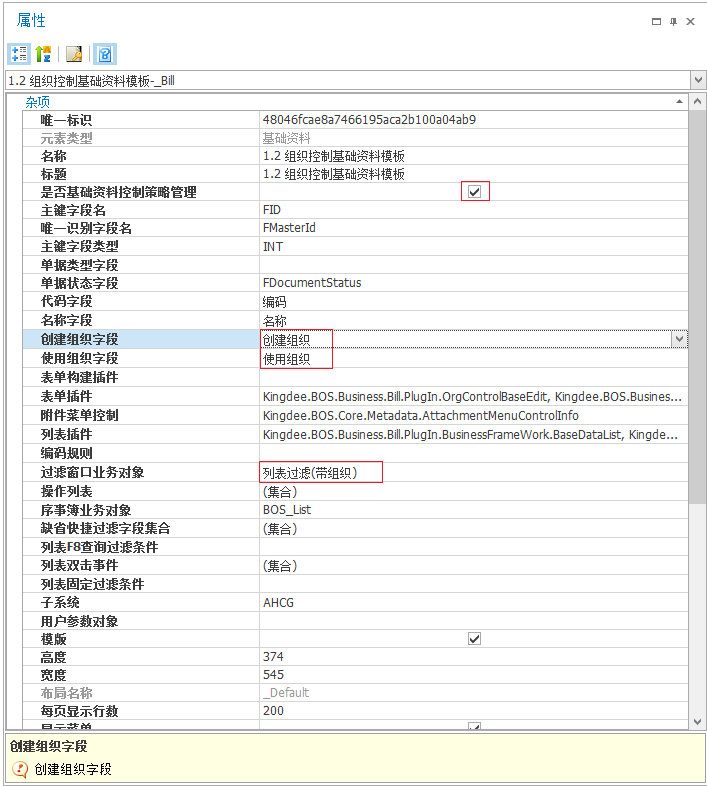 属性
1.2 组织控制基础资料模板-_Bill
杂项
唯一标识 48046fcae8a7466195aca2b100a04ab9
元素类型 基础资料
名称 1.2 组织控制基础资料模板
标题 1.2 组织控制基础资料模板
是否基础资料控制策略管理
主键字段名 FID
唯一识别字段名 FMasterId
主键字段类型 INT
单据类型字段
单据状态字段 FDocumentStatus
代码字段 编码
名称字段 名称
创建组织字段 创建组织
使用组织字段 使用组织
表单构建插件
表单插件 Kingdee.BOS.Business.Bill.PlugIn.OrgControlBaseEdit, Kingdee.BOS.Busines...
附件菜单控制 Kingdee.BOS.Core.Metadata.AttachmentMenuControlInfo
列表插件 Kingdee.BOS.Business.Bill.PlugIn.BusinessFrameWork.BaseDataList, Kingde...
编码规则
过滤窗口业务对象 列表过滤(带组织)
操作列表 (集合)
序事簿业务对象 BOS_List
缺省快捷过滤字段集合 (集合)
列表F8查询过滤条件
列表双击事件 (集合)
列表固定过滤条件
子系统 AHCG
用户参数对象
模版
高度 374
宽度 545
布局名称 _Default
每页显示行数 200
显示菜单
创建组织字段
创建组织字段